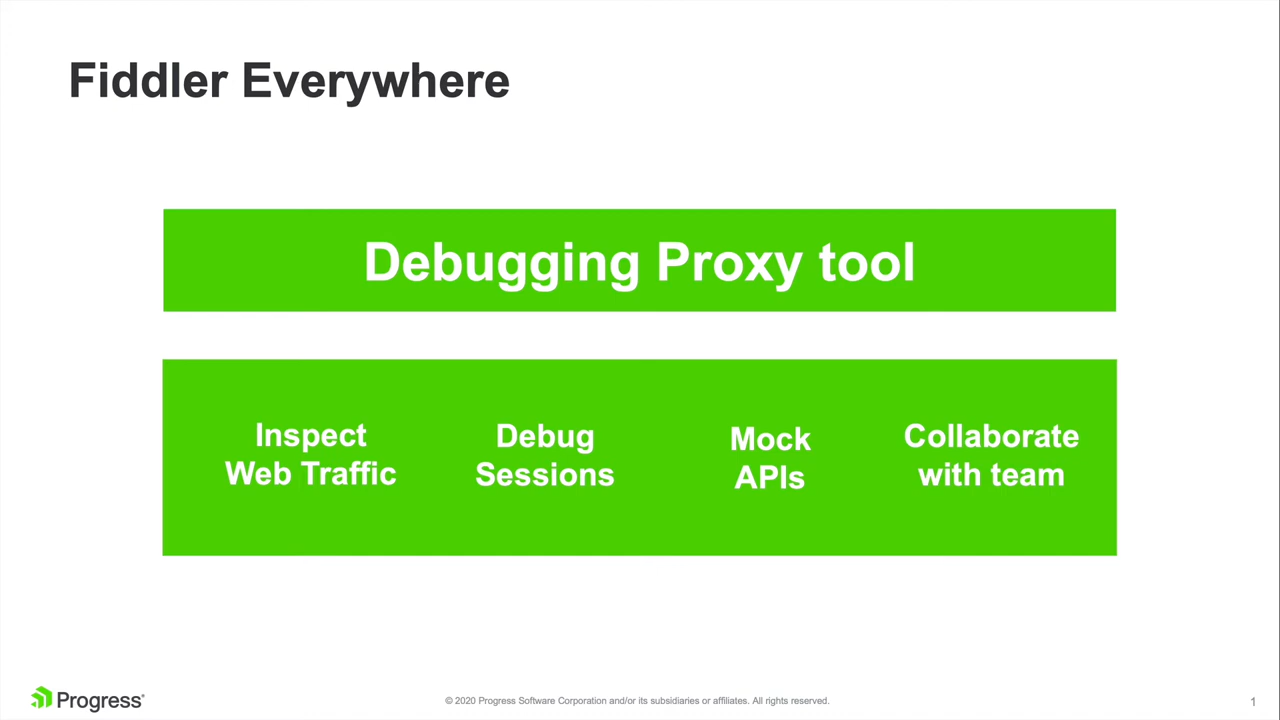 Fiddler Everywhere
Debugging Proxy tool
Inspect
Web Traffic
Debug
Sessions
Mock
APIs
Collaborate
with team
Progress®
© 2020 Progress Software Corporation and/or its subsidiaries or affiliates. All rights reserved.
1